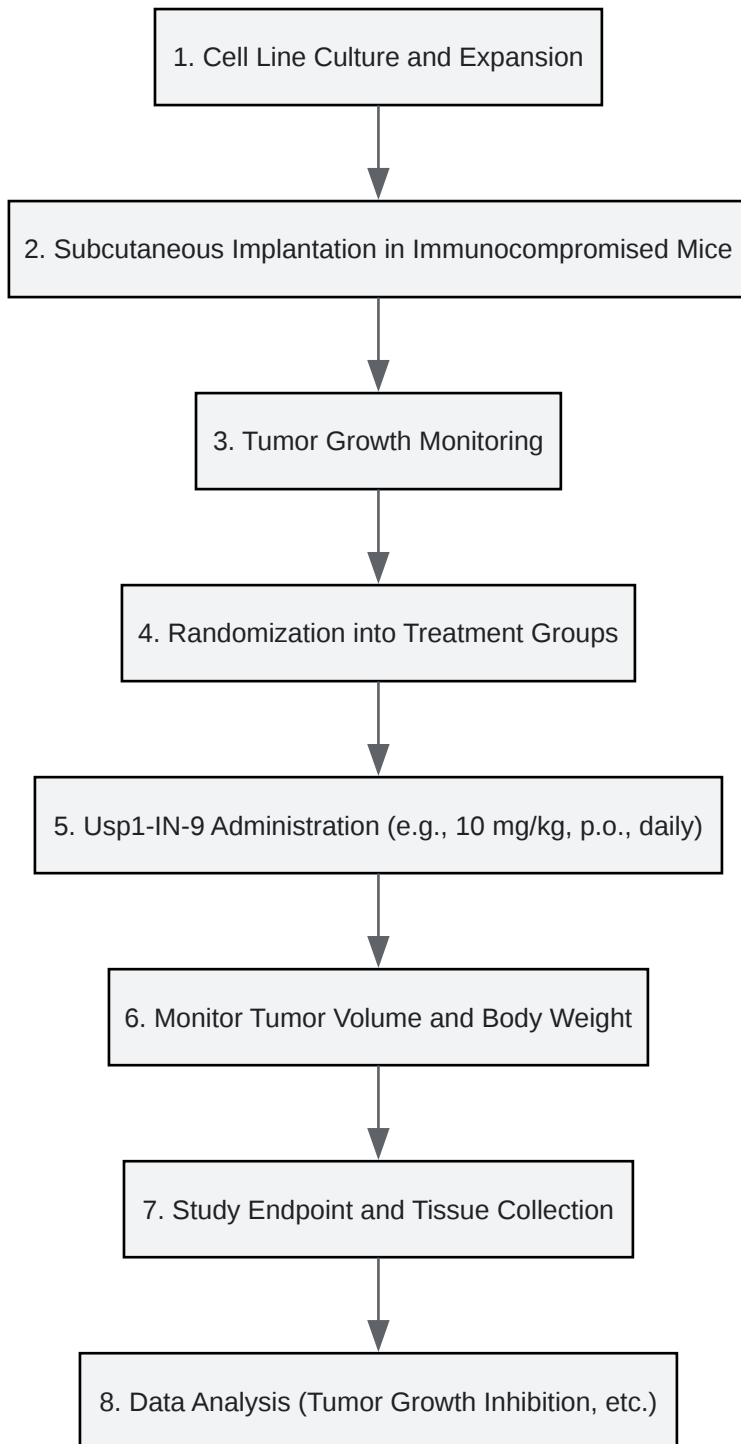 1. Cell Line Culture and Expansion
2. Subcutaneous Implantation in Immunocompromised Mice
3. Tumor Growth Monitoring
4. Randomization into Treatment Groups
5. Usp1-IN-9 Administration (e.g., 10 mg/kg, p.o., daily)
6. Monitor Tumor Volume and Body Weight
7. Study Endpoint and Tissue Collection
8. Data Analysis (Tumor Growth Inhibition, etc.)